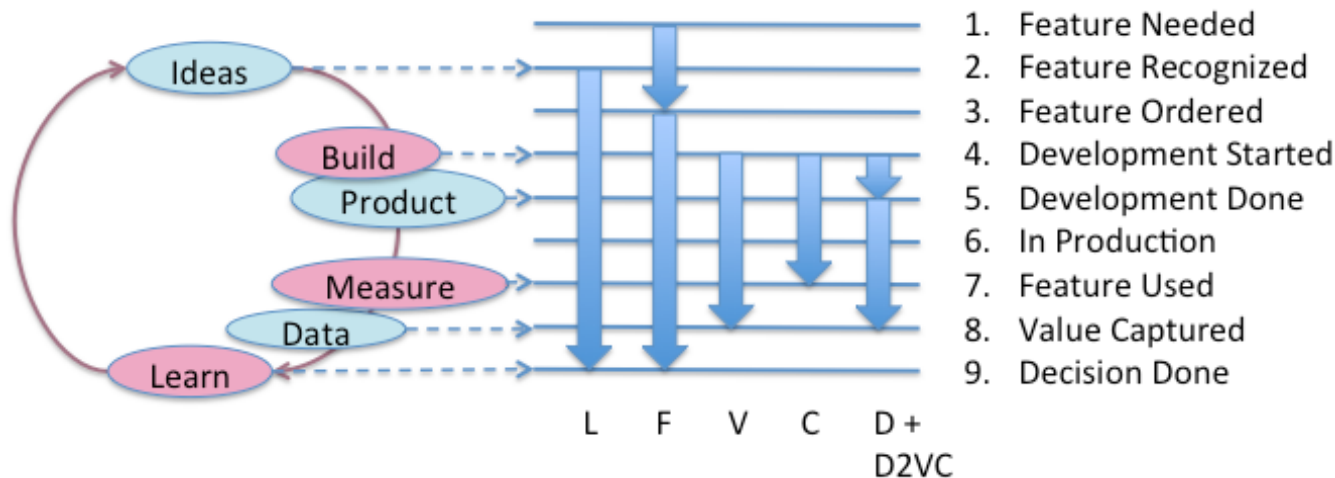 Ideas
Build
Product
Measure
Data
Learn
1. Feature Needed
2. Feature Recognized
3. Feature Ordered
4. Development Started
5. Development Done
6. In Production
7. Feature Used
8. Value Captured
9. Decision Done
L F V C D +
D2VC